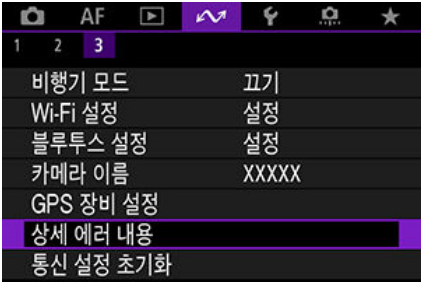 AF
1 2 3
비행기 모드 끄기
Wi-Fi 설정 설정
블루투스 설정 설정
카메라 이름 XXXXX
GPS 장비 설정
상세 에러 내용
통신 설정 초기화